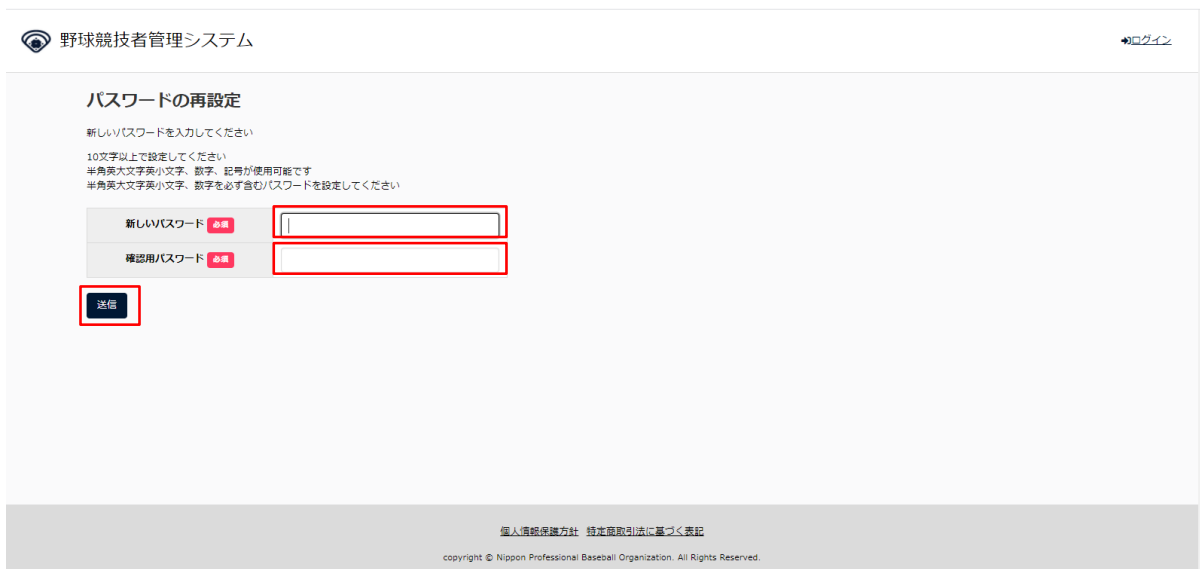 野球競技者管理システム
ログイン
パスワードの再設定
新しいパスワードを入力してください
10文字以上で設定してください
半角英大文字英小文字、数字、記号が使用可能です
半角英大文字英小文字、数字を必ず含むパスワードを設定してください
新しいパスワード 必須
確認用パスワード 必須
送信
個人情報保護方針 特定商取引法に基づく表記
copyright © Nippon Professional Baseball Organization. All Rights Reserved.